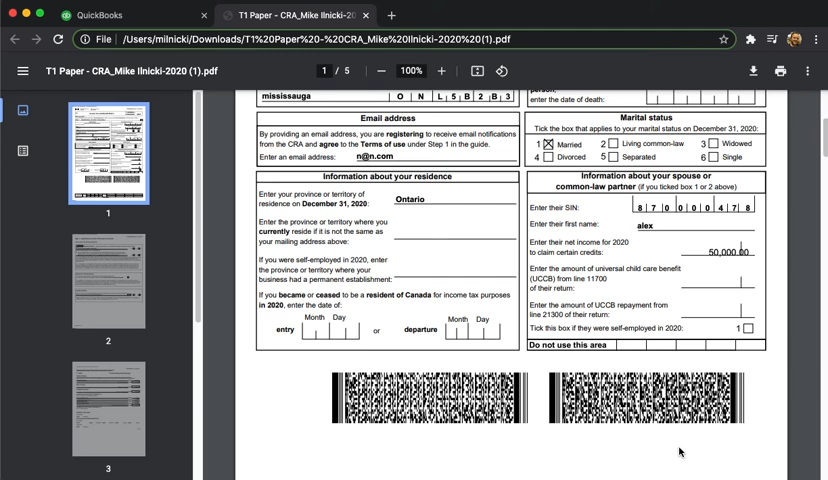 QuickBooks
T1 Paper - CRA_Mike Ilnicki-20
File /Users/milnicki/Downloads/T1%20Paper%20-%20CRA_Mike%20Ilnicki-2020%20(1).pdf
T1 Paper - CRA_Mike Ilnicki-2020 (1).pdf
1 / 5
100%
1
2
3
mississauga
O N L 5 B 2 B 3
person,
enter the date of death:
Email address
By providing an email address, you are registering to receive email notifications
from the CRA and agree to the Terms of use under Step 1 in the guide.
Enter an email address: n@n.com
Marital status
Tick the box that applies to your marital status on December 31, 2020:
1 Married 2 Living common-law 3 Widowed
4 Divorced 5 Separated 6 Single
Information about your residence
Enter your province or territory of
residence on December 31, 2020: Ontario
Enter the province or territory where you
currently reside if it is not the same as
your mailing address above:
If you were self-employed in 2020, enter
the province or territory where your
business had a permanent establishment:
If you became or ceased to be a resident of Canada for income tax purposes
in 2020, enter the date of:
Month Day Month Day
entry or departure
Information about your spouse or
common-law partner (if you ticked box 1 or 2 above)
Enter their SIN: 8 7 0 0 0 0 4 7 8
Enter their first name: alex
Enter their net income for 2020
to claim certain credits: 50,000.00
Enter the amount of universal child care benefit
(UCCB) from line 11700
of their return:
Enter the amount of UCCB repayment from
line 21300 of their return:
Tick this box if they were self-employed in 2020: 1
Do not use this area